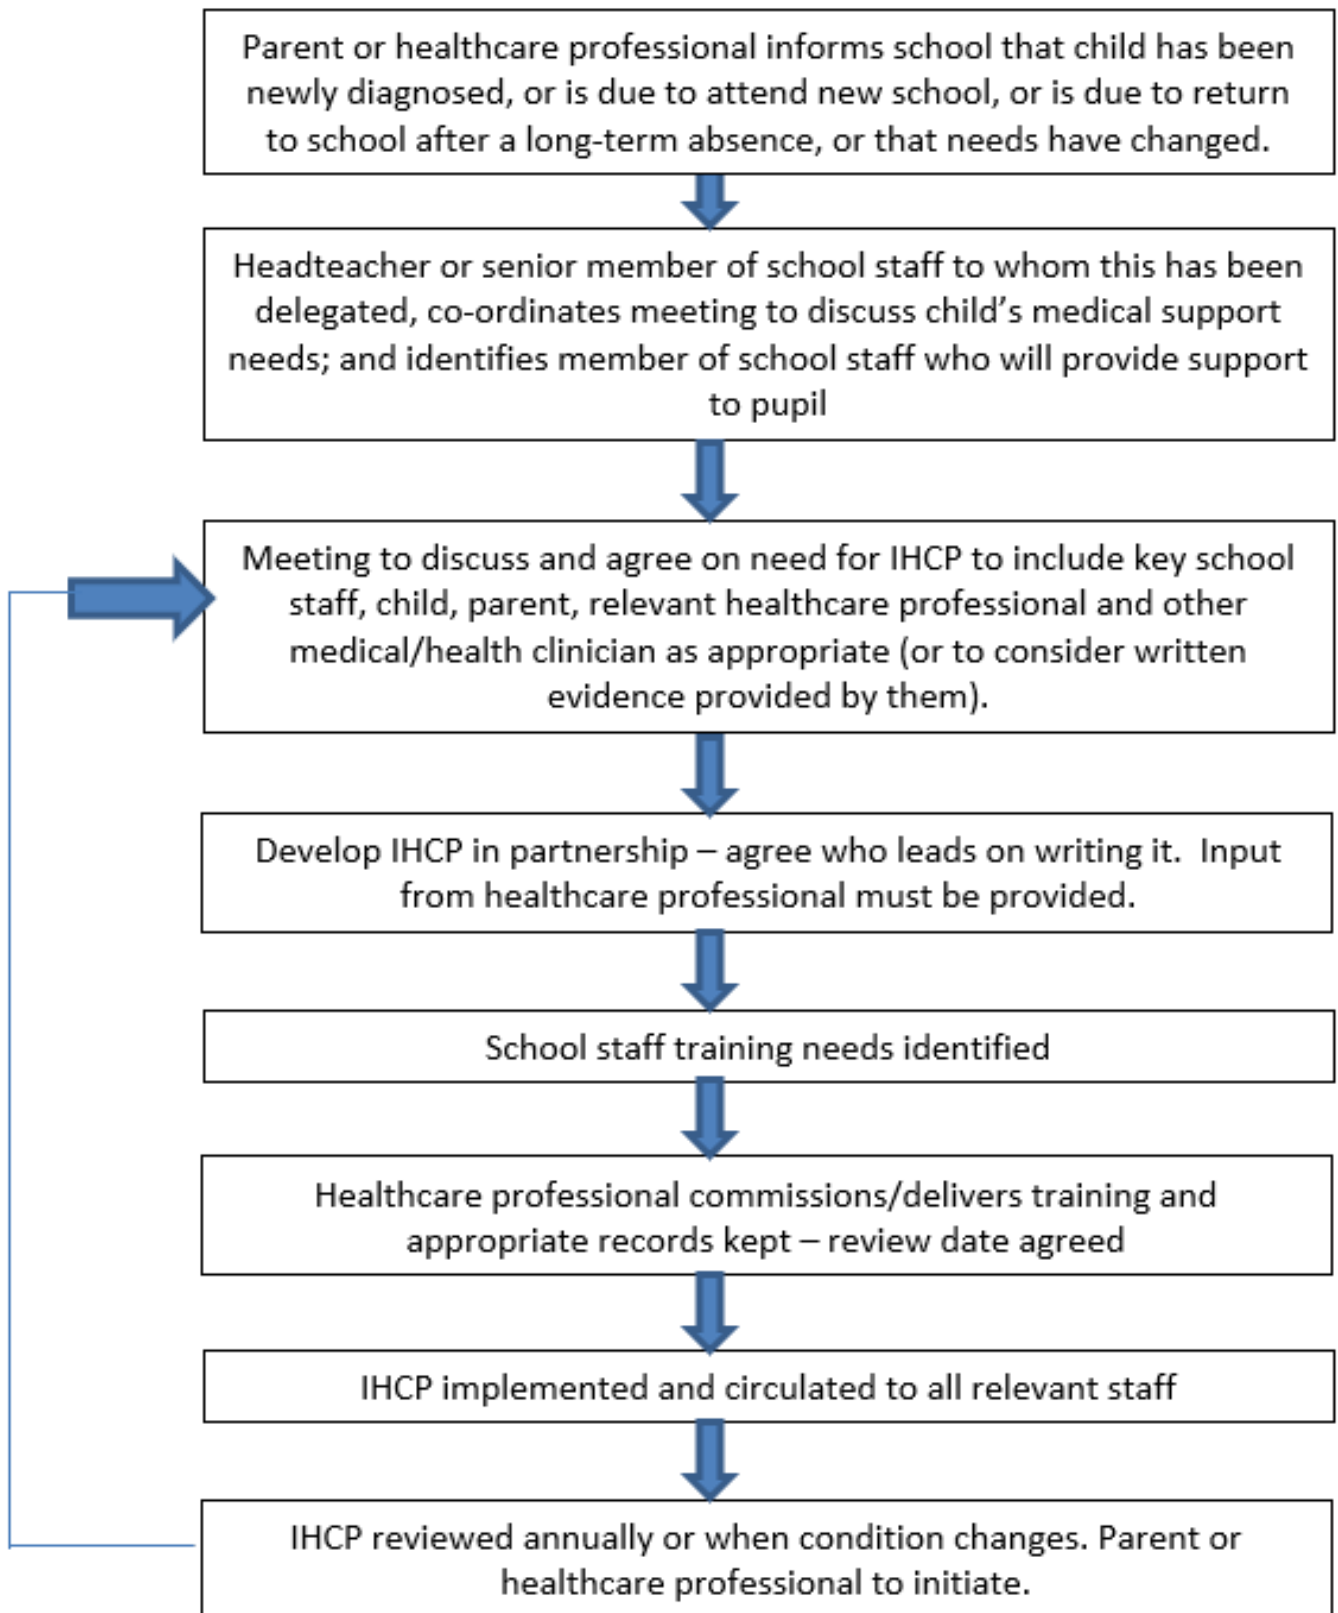 Parent or healthcare professional informs school that child has been
newly diagnosed, or is due to attend new school, or is due to return
to school after a long-term absence, or that needs have changed.
Headteacher or senior member of school staff to whom this has been
delegated, co-ordinates meeting to discuss child’s medical support
needs; and identifies member of school staff who will provide support
to pupil
Meeting to discuss and agree on need for IHCP to include key school
staff, child, parent, relevant healthcare professional and other
medical/health clinician as appropriate (or to consider written
evidence provided by them).
Develop IHCP in partnership – agree who leads on writing it.  Input
from healthcare professional must be provided.
School staff training needs identified
Healthcare professional commissions/delivers training and
appropriate records kept – review date agreed
IHCP implemented and circulated to all relevant staff
IHCP reviewed annually or when condition changes. Parent or
healthcare professional to initiate.